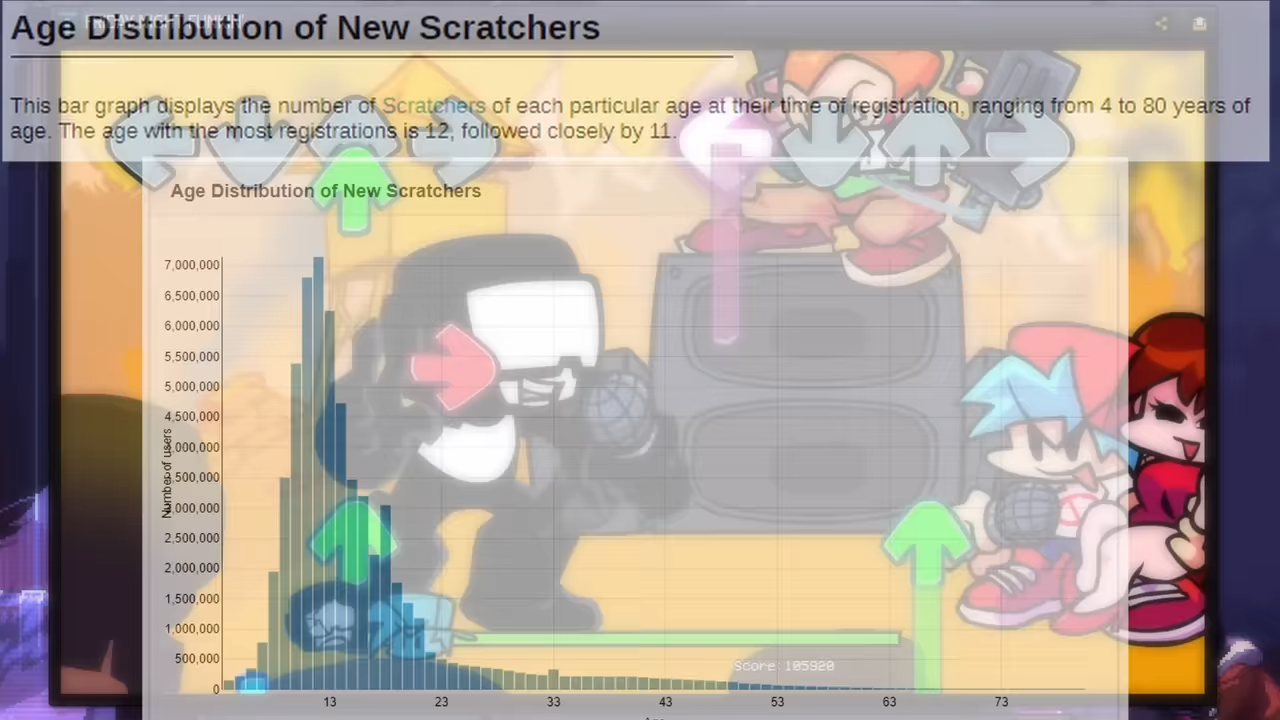 FRIDAY NIGHT FUNKIN'
Age Distribution of New Scratchers
This bar graph displays the number of Scratchers of each particular age at their time of registration, ranging from 4 to 80 years of
age. The age with the most registrations is 12, followed closely by 11.
Age Distribution of New Scratchers
7,000,000
6,500,000
6,000,000
5,500,000
5,000,000
4,500,000
4,000,000
3,500,000
3,000,000
2,500,000
2,000,000
1,500,000
1,000,000
500,000
0
Number of users
13 23 33 43 53 63 73
Score: 105920